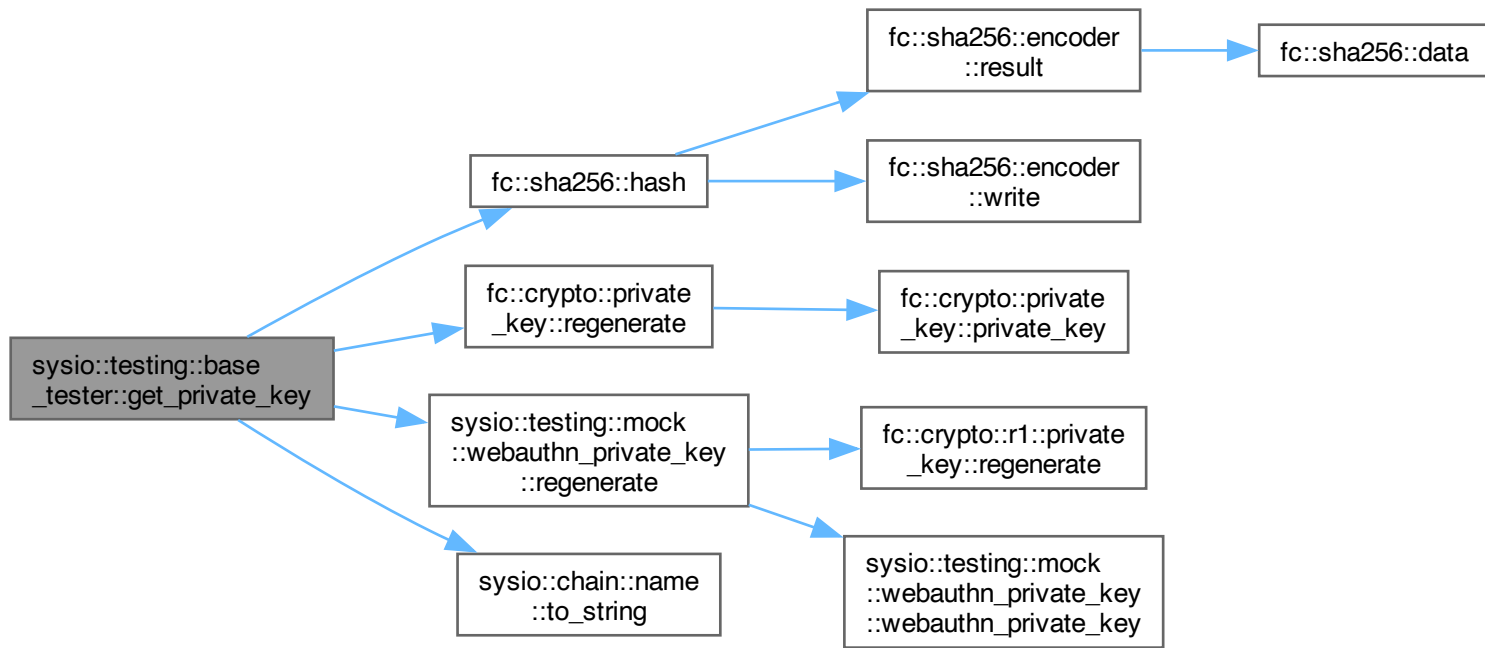 sysio::testing::base
_tester::get_private_key
fc::sha256::hash
fc::sha256::encoder
::result
fc::sha256::data
fc::sha256::encoder
::write
fc::crypto::private
_key::regenerate
fc::crypto::private
_key::private_key
sysio::testing::mock
::webauthn_private_key
::regenerate
fc::crypto::r1::private
_key::regenerate
sysio::testing::mock
::webauthn_private_key
::webauthn_private_key
sysio::chain::name
::to_string